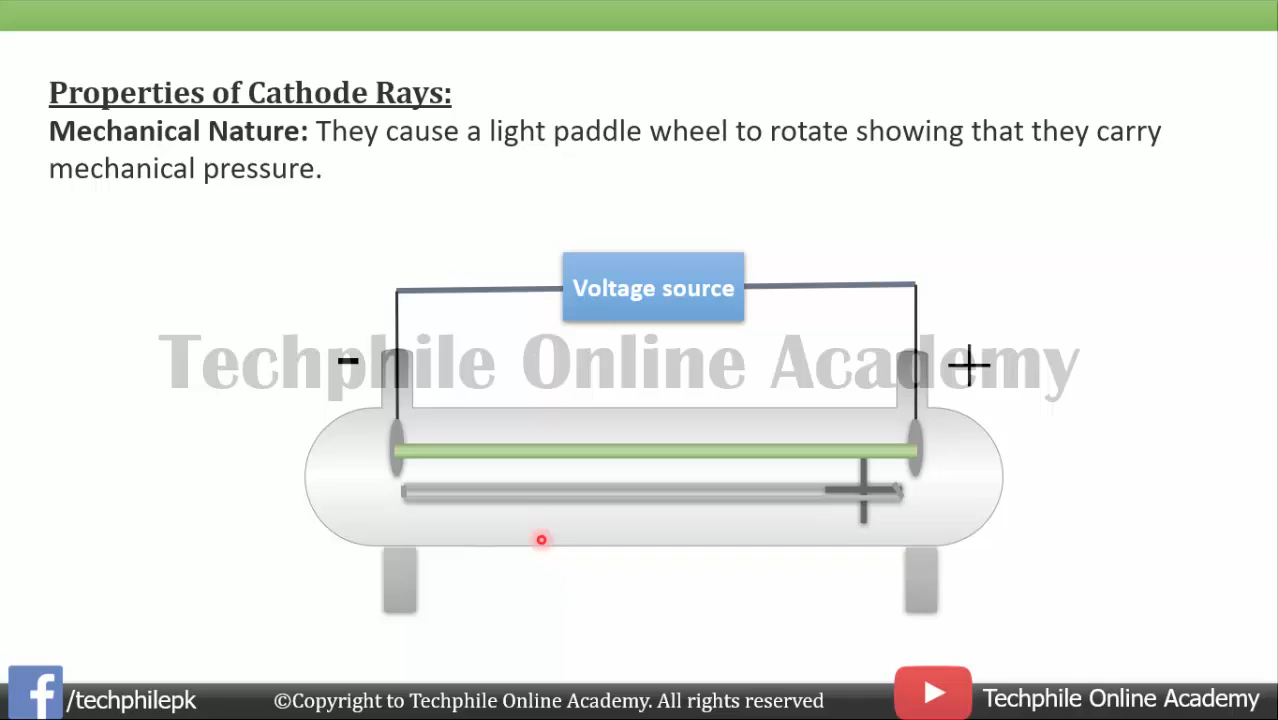 Properties of Cathode Rays:
Mechanical Nature: They cause a light paddle wheel to rotate showing that they carry
mechanical pressure.
Voltage source
Techphile Online Academy
- +
/techphilepk
©Copyright to Techphile Online Academy. All rights reserved
Techphile Online Academy